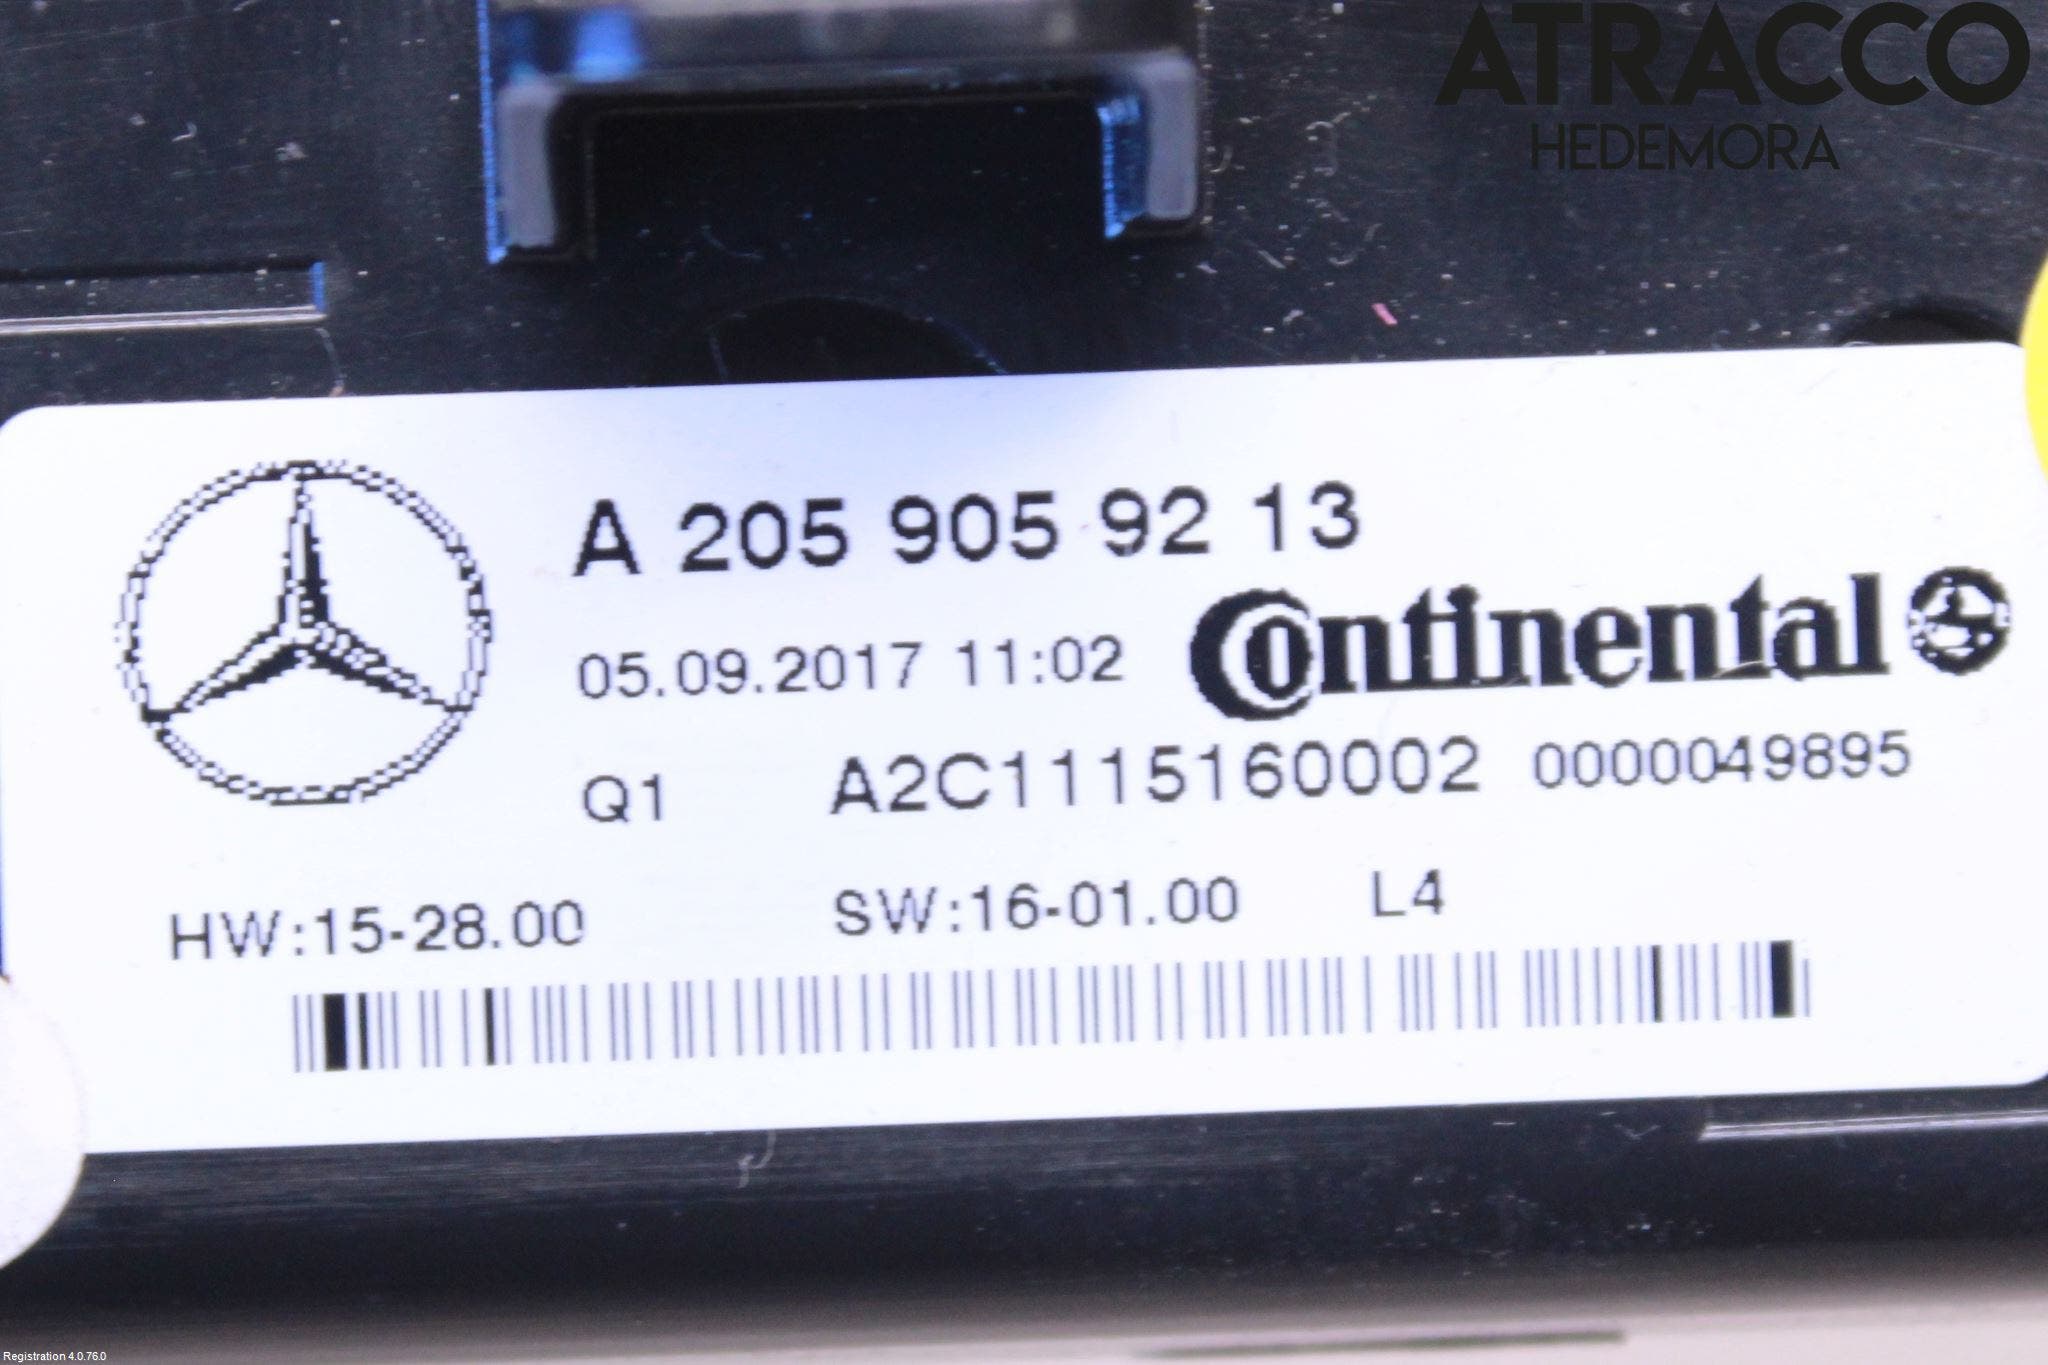 ATRACCO
HEDEMORA
A 205 905 92 13
05.09.2017 11:02 Continental
Q1 A2C1115160002 0000049895
HW:15-28.00 SW:16-01.00 L4
Registration 4.0.76.0